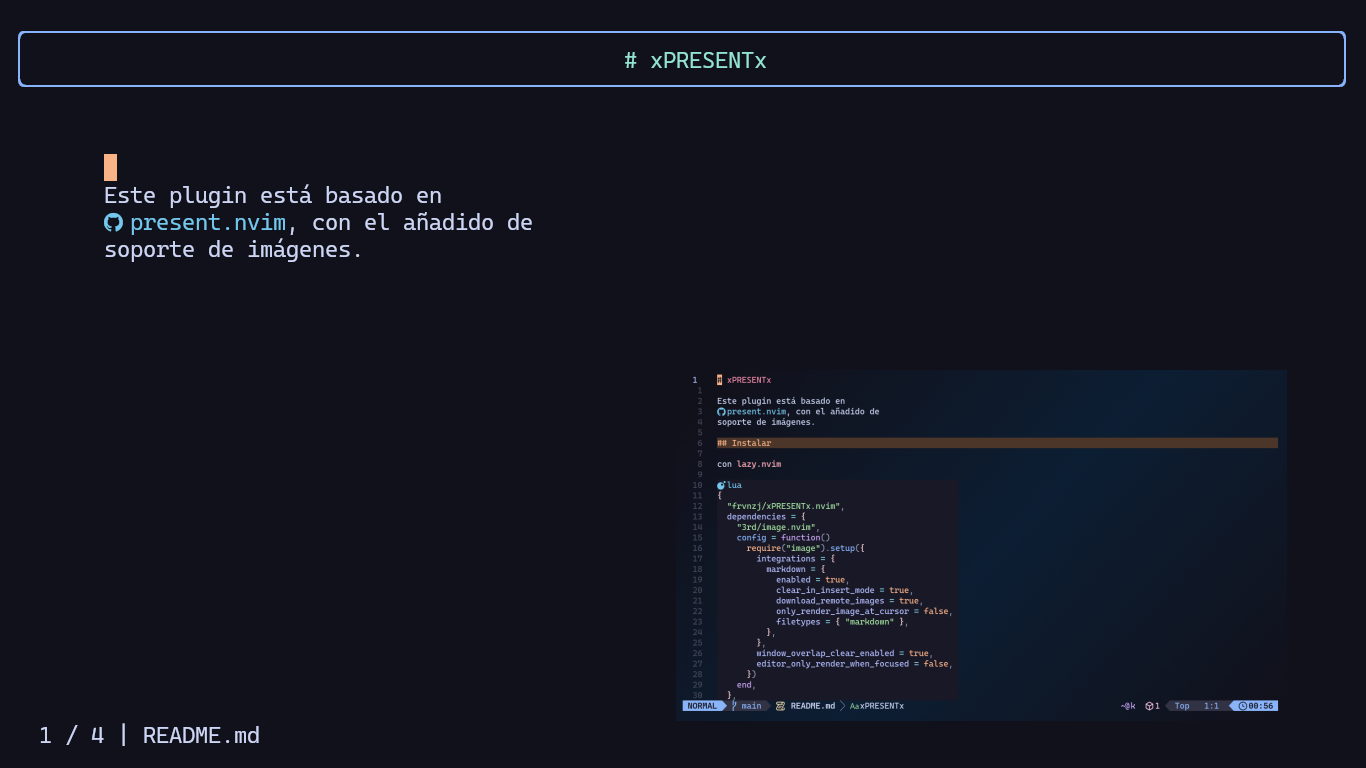 # xPRESENTx
Este plugin está basado en
present.nvim, con el añadido de
soporte de imágenes.
1 # xPRESENTx
1
2 Este plugin está basado en
3 present.nvim, con el añadido de
4 soporte de imágenes.
5
6 ## Instalar
7
8 con lazy.nvim
9
10 lua
11 {
12 "frvnzj/xPRESENTx.nvim",
13 dependencies = {
14 "3rd/image.nvim",
15 config = function()
16 require("image").setup({
17 integrations = {
18 markdown = {
19 enabled = true,
20 clear_in_insert_mode = true,
21 download_remote_images = true,
22 only_render_image_at_cursor = false,
23 filetypes = { "markdown" },
24 },
25 },
26 window_overlap_clear_enabled = true,
27 editor_only_render_when_focused = false,
28 })
29 end,
30 },
NORMAL main README.md xPRESENTx ~@k 1 Top 1:1 00:56
1 / 4 | README.md